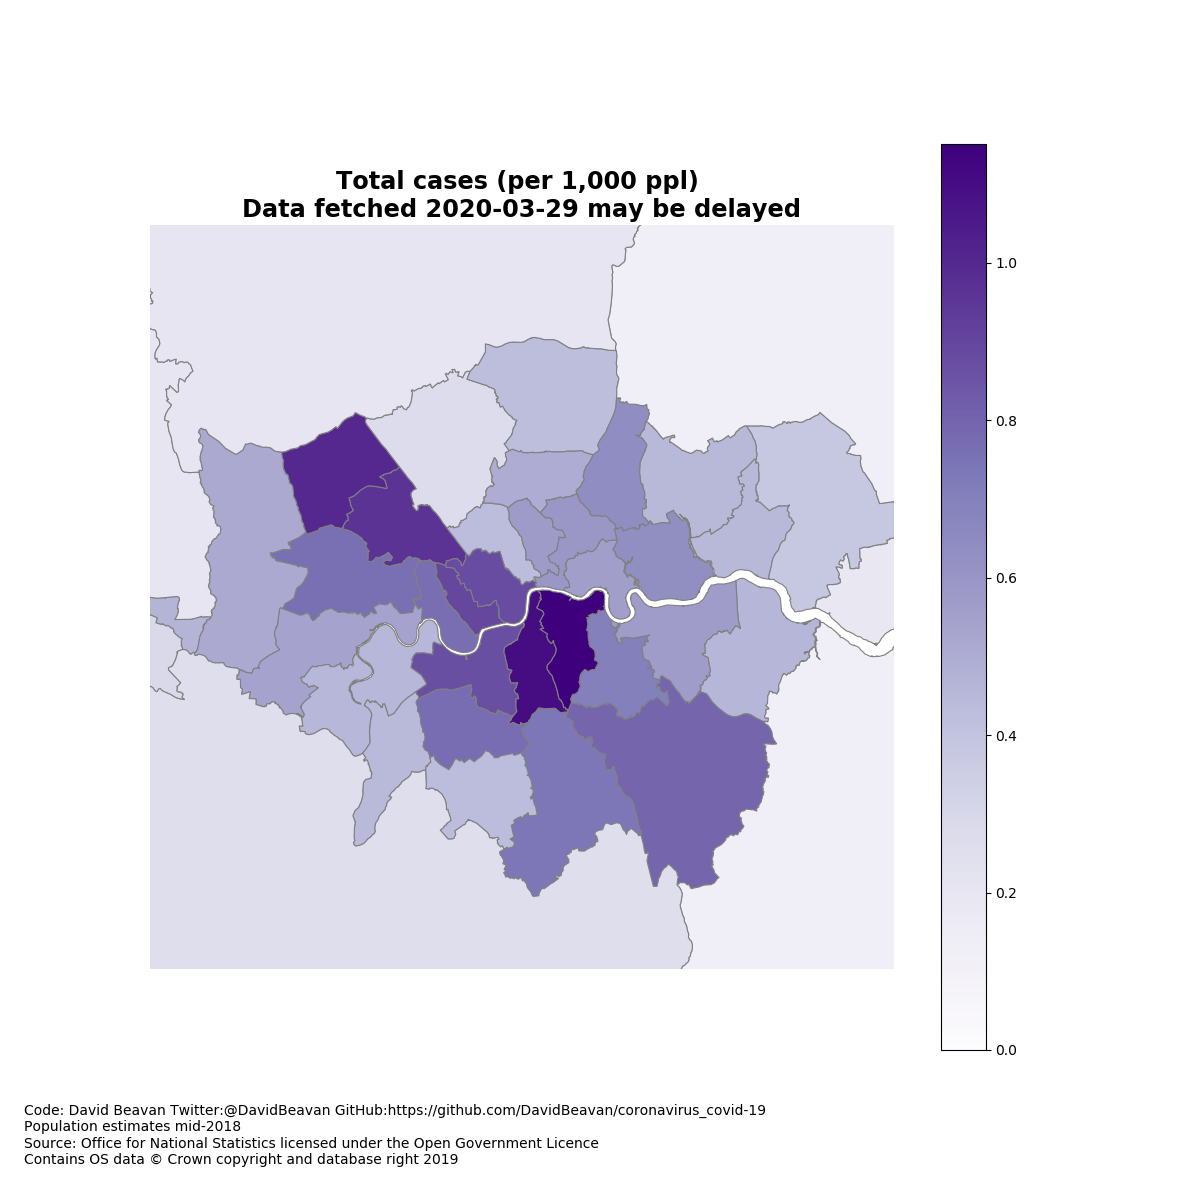 Total cases (per 1,000 ppl)
Data fetched 2020-03-29 may be delayed
1.0
0.8
0.6
0.4
0.2
0.0
Code: David Beavan Twitter:@DavidBeavan GitHub:https://github.com/DavidBeavan/coronavirus_covid-19
Population estimates mid-2018
Source: Office for National Statistics licensed under the Open Government Licence
Contains OS data © Crown copyright and database right 2019